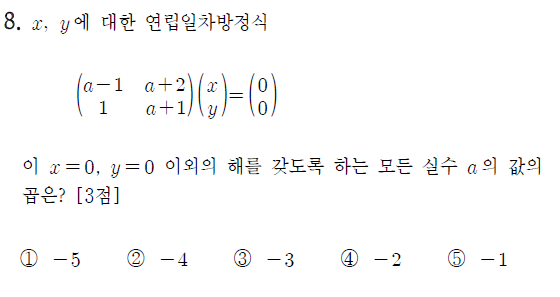 8. x, y에 대한 연립일차방정식
(a-1 a+2
1 a+1)(x
y)=(0
0)
이 x=0, y=0 이외의 해를 갖도록 하는 모든 실수 a의 값의
곱은? [3점]
① -5 ② -4 ③ -3 ④ -2 ⑤ -1